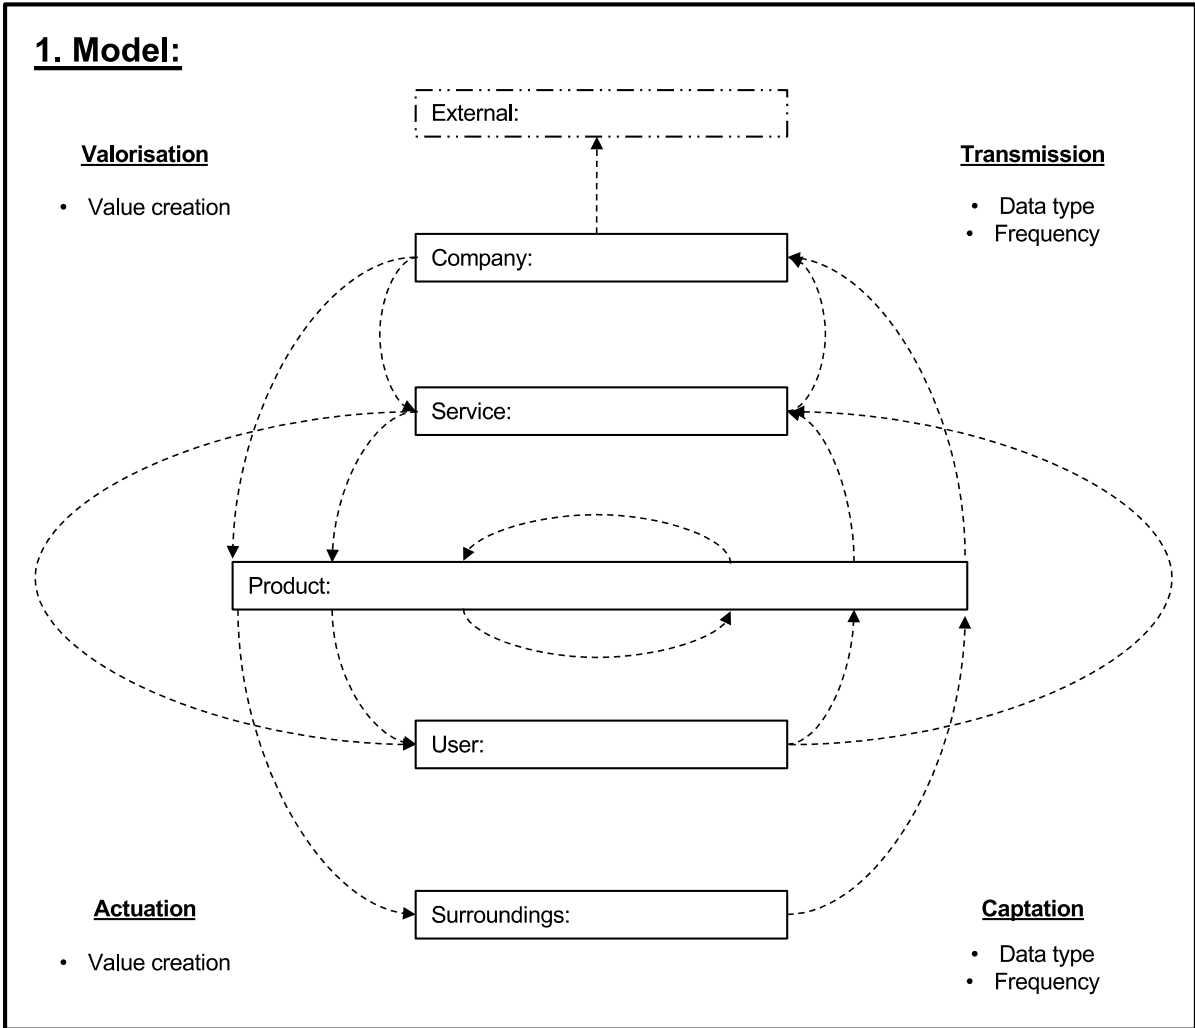 1. Model:
External:
Valorisation
• Value creation
Transmission
• Data type
• Frequency
Company:
Service:
Product:
User:
Actuation
• Value creation
Surroundings:
Captation
• Data type
• Frequency